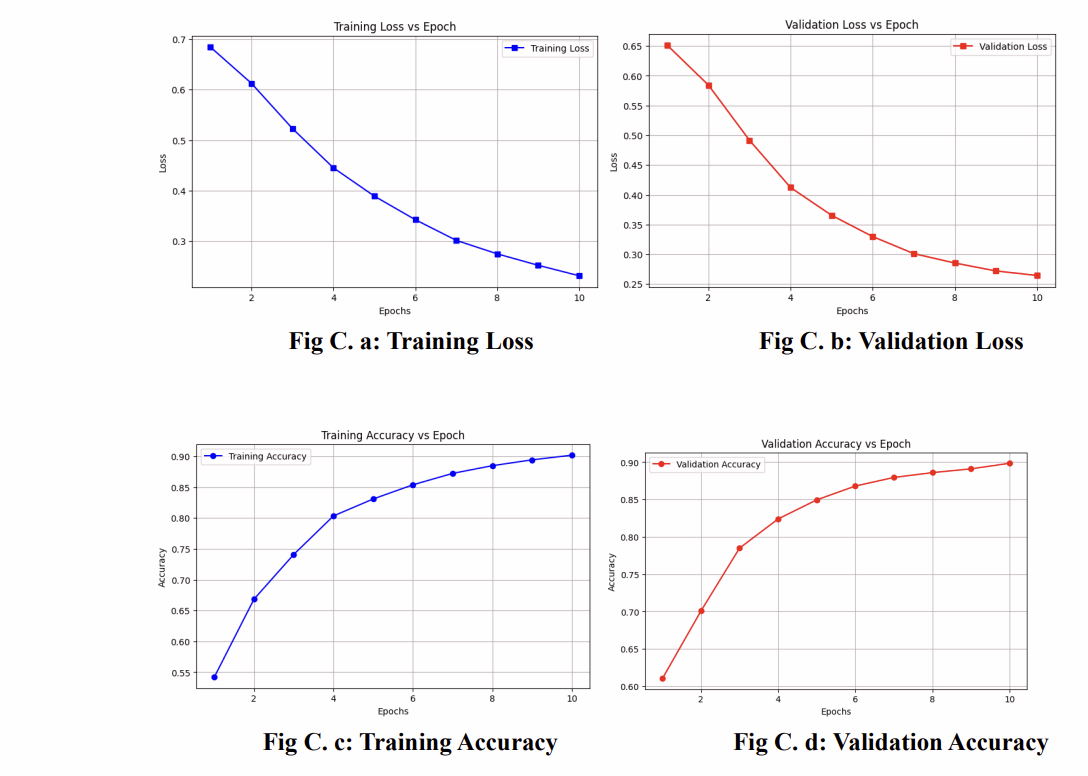 Training Loss vs Epoch
Training Loss
0.7
0.6
0.5
0.4
0.3
Loss
2 4 6 8 10
Epochs
Fig C. a: Training Loss
Validation Loss vs Epoch
Validation Loss
0.65
0.60
0.55
0.50
0.45
0.40
0.35
0.30
0.25
Loss
2 4 6 8 10
Epochs
Fig C. b: Validation Loss
Training Accuracy vs Epoch
Training Accuracy
0.90
0.85
0.80
0.75
0.70
0.65
0.60
0.55
Accuracy
2 4 6 8 10
Epochs
Fig C. c: Training Accuracy
Validation Accuracy vs Epoch
Validation Accuracy
0.90
0.85
0.80
0.75
0.70
0.65
0.60
Accuracy
2 4 6 8 10
Epochs
Fig C. d: Validation Accuracy